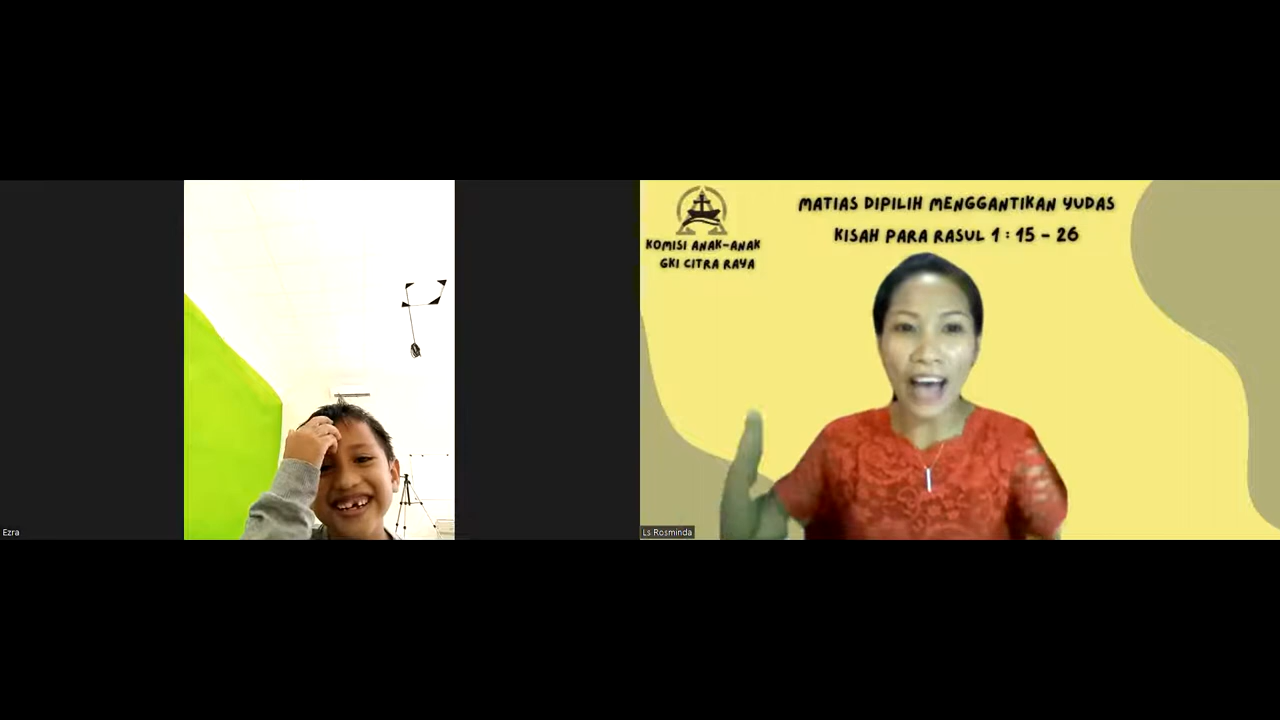 MATIAS DIPILIH MENGGANTIKAN YUDAS
KISAH PARA RASUL 1 : 15 - 26
KOMISI ANAK-ANAK
GKI CITRA RAYA
Ezra
Ls Rosminda